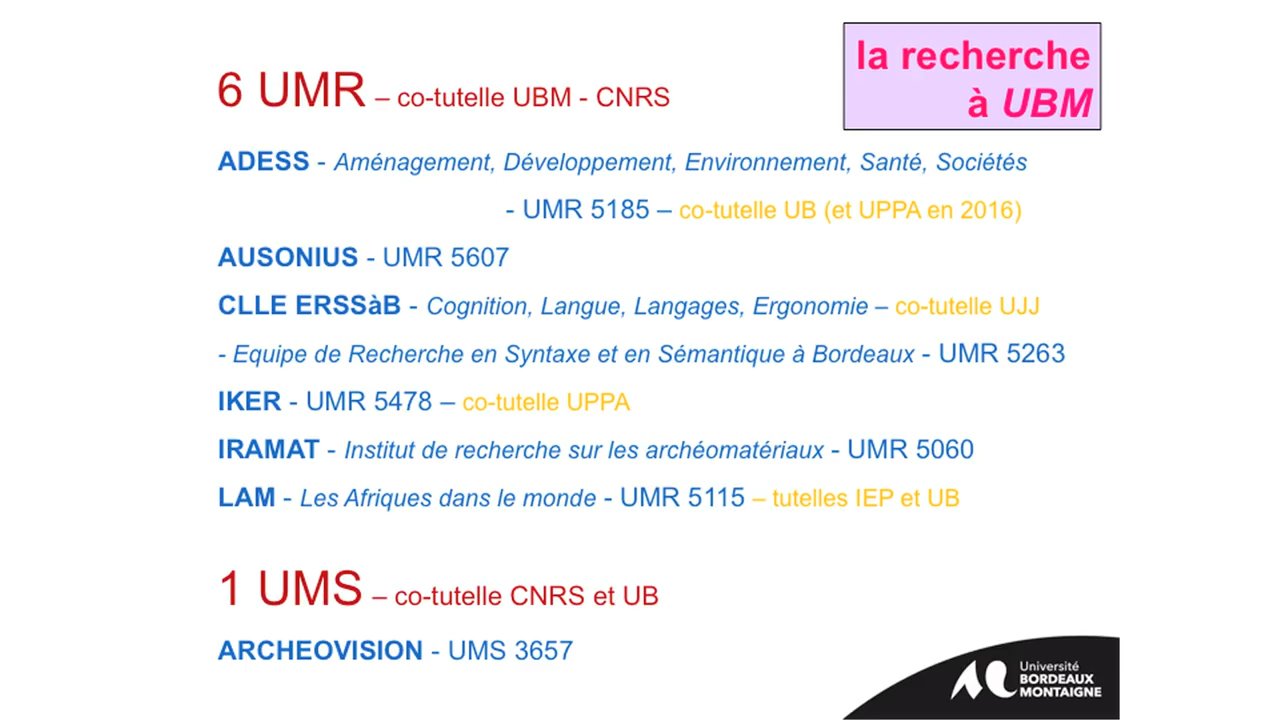 la recherche
à UBM
6 UMR – co-tutelle UBM - CNRS
ADESS - Aménagement, Développement, Environnement, Santé, Sociétés
- UMR 5185 – co-tutelle UB (et UPPA en 2016)
AUSONIUS - UMR 5607
CLLE ERSSàB - Cognition, Langue, Langages, Ergonomie – co-tutelle UJJ
- Equipe de Recherche en Syntaxe et en Sémantique à Bordeaux - UMR 5263
IKER - UMR 5478 – co-tutelle UPPA
IRAMAT - Institut de recherche sur les archéomatériaux - UMR 5060
LAM - Les Afriques dans le monde - UMR 5115 – tutelles IEP et UB
1 UMS – co-tutelle CNRS et UB
ARCHEOVISION - UMS 3657
Université
BORDEAUX
MONTAIGNE